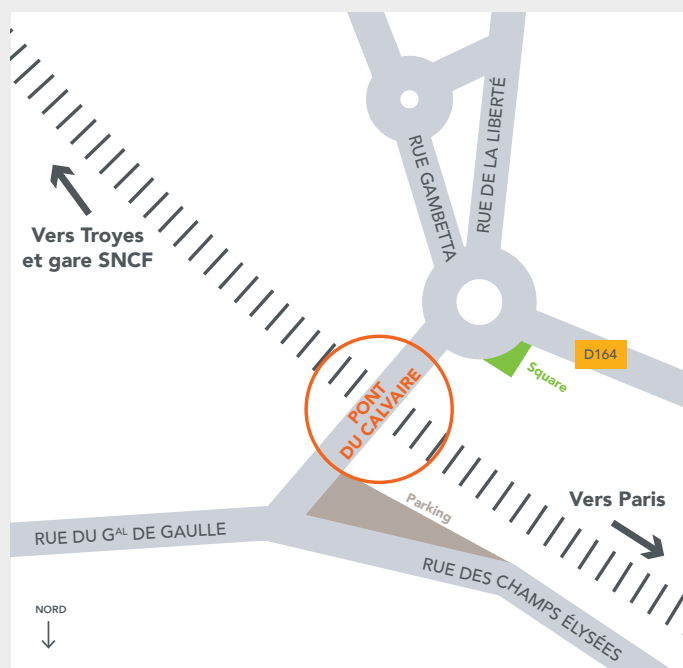 RUE GAMBETTA
RUE DE LA LIBERTÉ
Vers Troyes
et gare SNCF
D164
Square
PONT
DU CALVAIRE
Parking
Vers Paris
RUE DU GAL DE GAULLE
RUE DES CHAMPS ÉLYSÉES
NORD